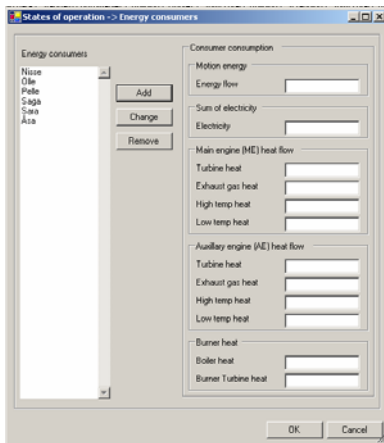 States of operation -> Energy consumers
Energy consumers
Nisse
Olle
Pelle
Saga
Sara
Åsa
Add
Change
Remove
Consumer consumption
Motion energy
Energy flow
Sum of electricity
Electricity
Main engine (ME) heat flow
Turbine heat
Exhaust gas heat
High temp heat
Low temp heat
Auxillary engine (AE) heat flow
Turbine heat
Exhaust gas heat
High temp heat
Low temp heat
Burner heat
Boiler heat
Burner Turbine heat
OK
Cancel